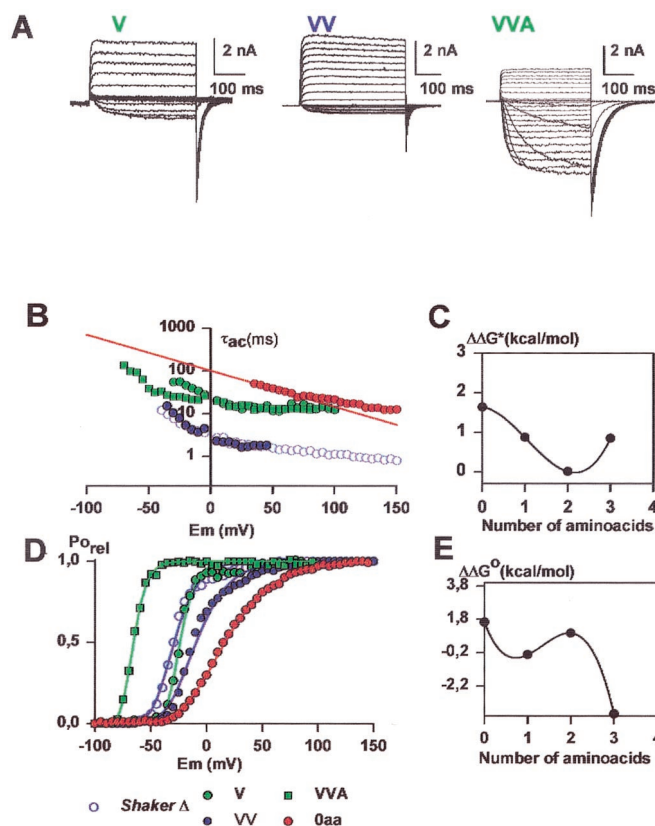 A
V
VV
VVA
2 nA
100 ms
2 nA
100 ms
2 nA
100 ms
B
1000
τac(ms)
100
10
1
-100 -50 0 50 100 150
Em (mV)
C
ΔΔG*(kcal/mol)
3
2
1
0
0 1 2 3 4
Number of aminoacids
D
Porel
1,0
0,5
0,0
-100 -50 0 50 100 150
Em (mV)
E
ΔΔGO(kcal/mol)
3,8
1,8
-0,2
-2,2
0 1 2 3 4
Number of aminoacids
Shaker Δ
V
VVA
VV
0aa